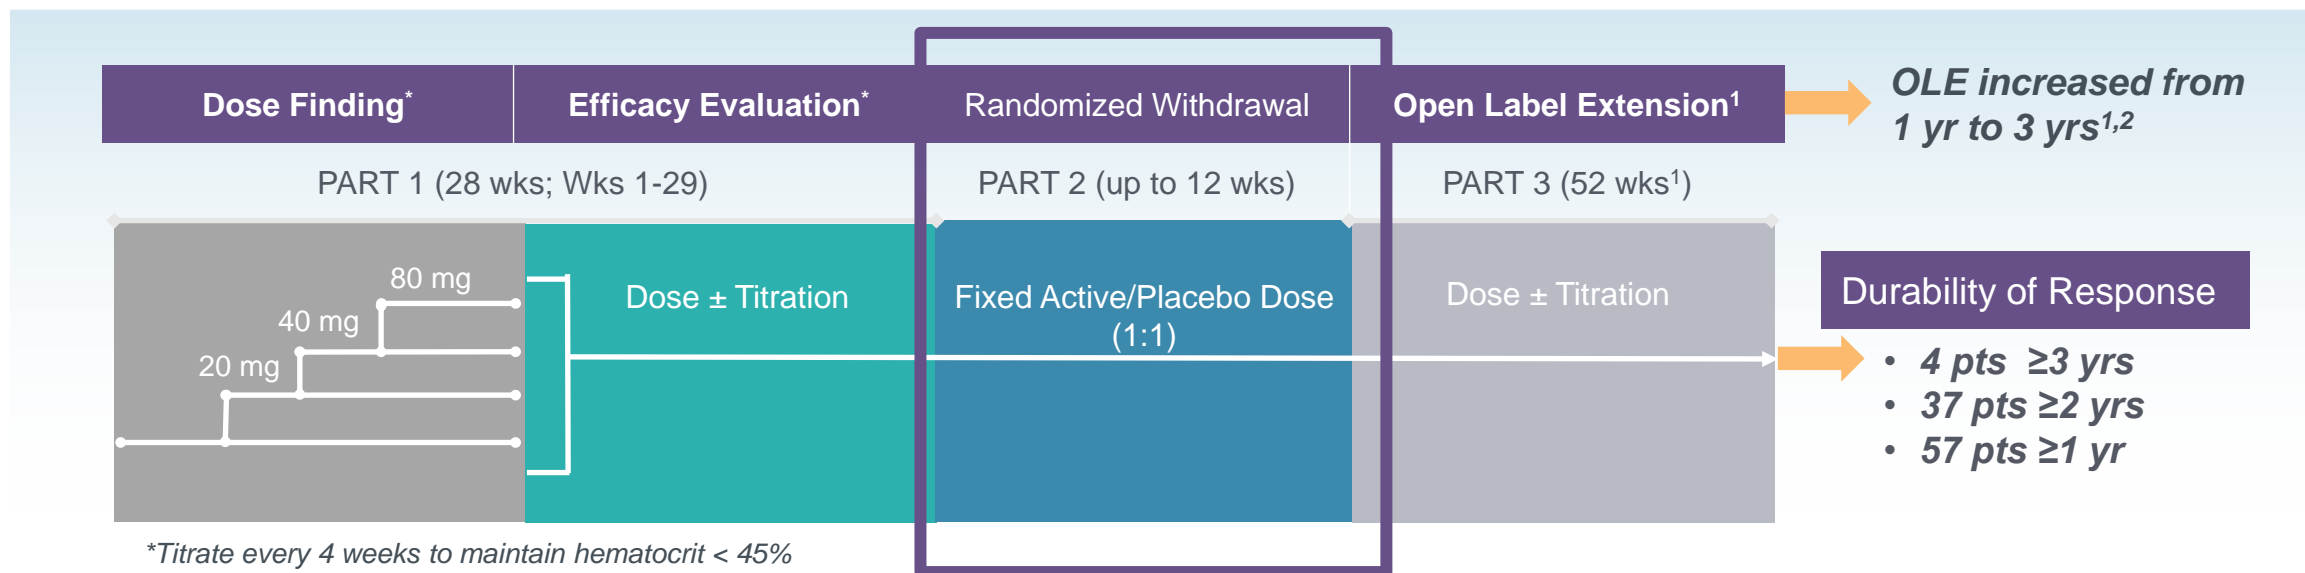 Dose Finding*
Efficacy Evaluation*
Randomized Withdrawal
Open Label Extension1
OLE increased from
1 yr to 3 yrs1,2
PART 1 (28 wks; Wks 1-29)
PART 2 (up to 12 wks)
PART 3 (52 wks1)
80 mg
40 mg
20 mg
Dose ± Titration
Fixed Active/Placebo Dose
(1:1)
Dose ± Titration
Durability of Response
• 4 pts ≥3 yrs
• 37 pts ≥2 yrs
• 57 pts ≥1 yr
*Titrate every 4 weeks to maintain hematocrit < 45%